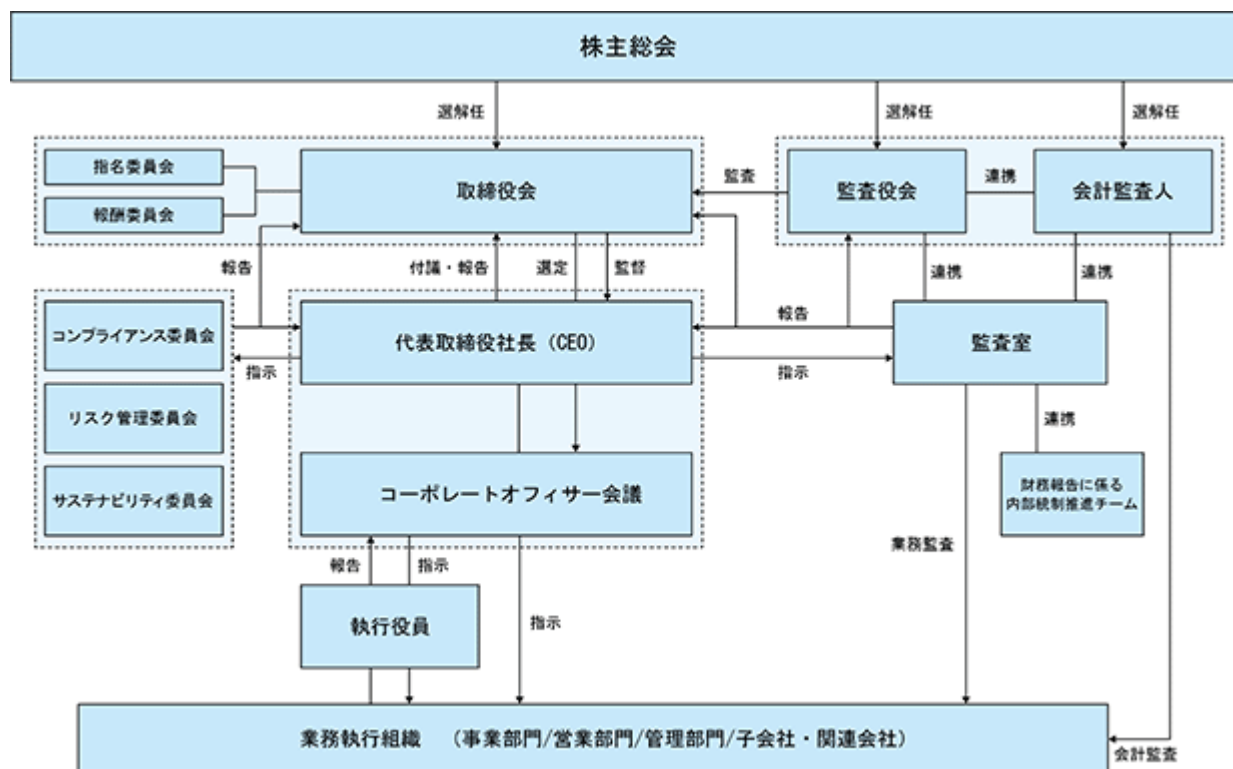 株主総会
選解任
選解任
選解任
指名委員会
報酬委員会
取締役会
監査
監査役会
連携
会計監査人
報告
付議・報告
選定
監督
連携
連携
コンプライアンス委員会
リスク管理委員会
サステナビリティ委員会
指示
代表取締役社長（CEO）
報告
指示
監査室
連携
コーポレートオフィサー会議
財務報告に係る
内部統制推進チーム
業務監査
報告
指示
執行役員
指示
業務執行組織　（事業部門/営業部門/管理部門/子会社・関連会社）
会計監査